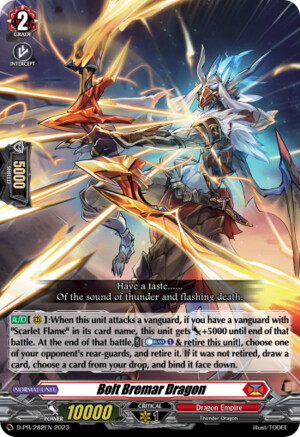 2
GRADE
INTERCEPT
5000
SHIELD
Have a taste......
Of the sound of thunder and flashing death.
AUTO【 】:When this unit attacks a vanguard, if you have a vanguard with
"Scarlet Flame" in its card name, this unit gets +5000 until end of that
battle. At the end of that battle, & retire this unit], choose one
of your opponent's rear-guards, and retire it. If it was not retired, draw a
card, choose a card from your drop, and bind it face down.
NORMAL UNIT
Bolt Bremar Dragon
POWER
10000
CRITICAL
1
Dragon Empire
Thunder Dragon
D-PR/282EN 2023
illust/TODEE